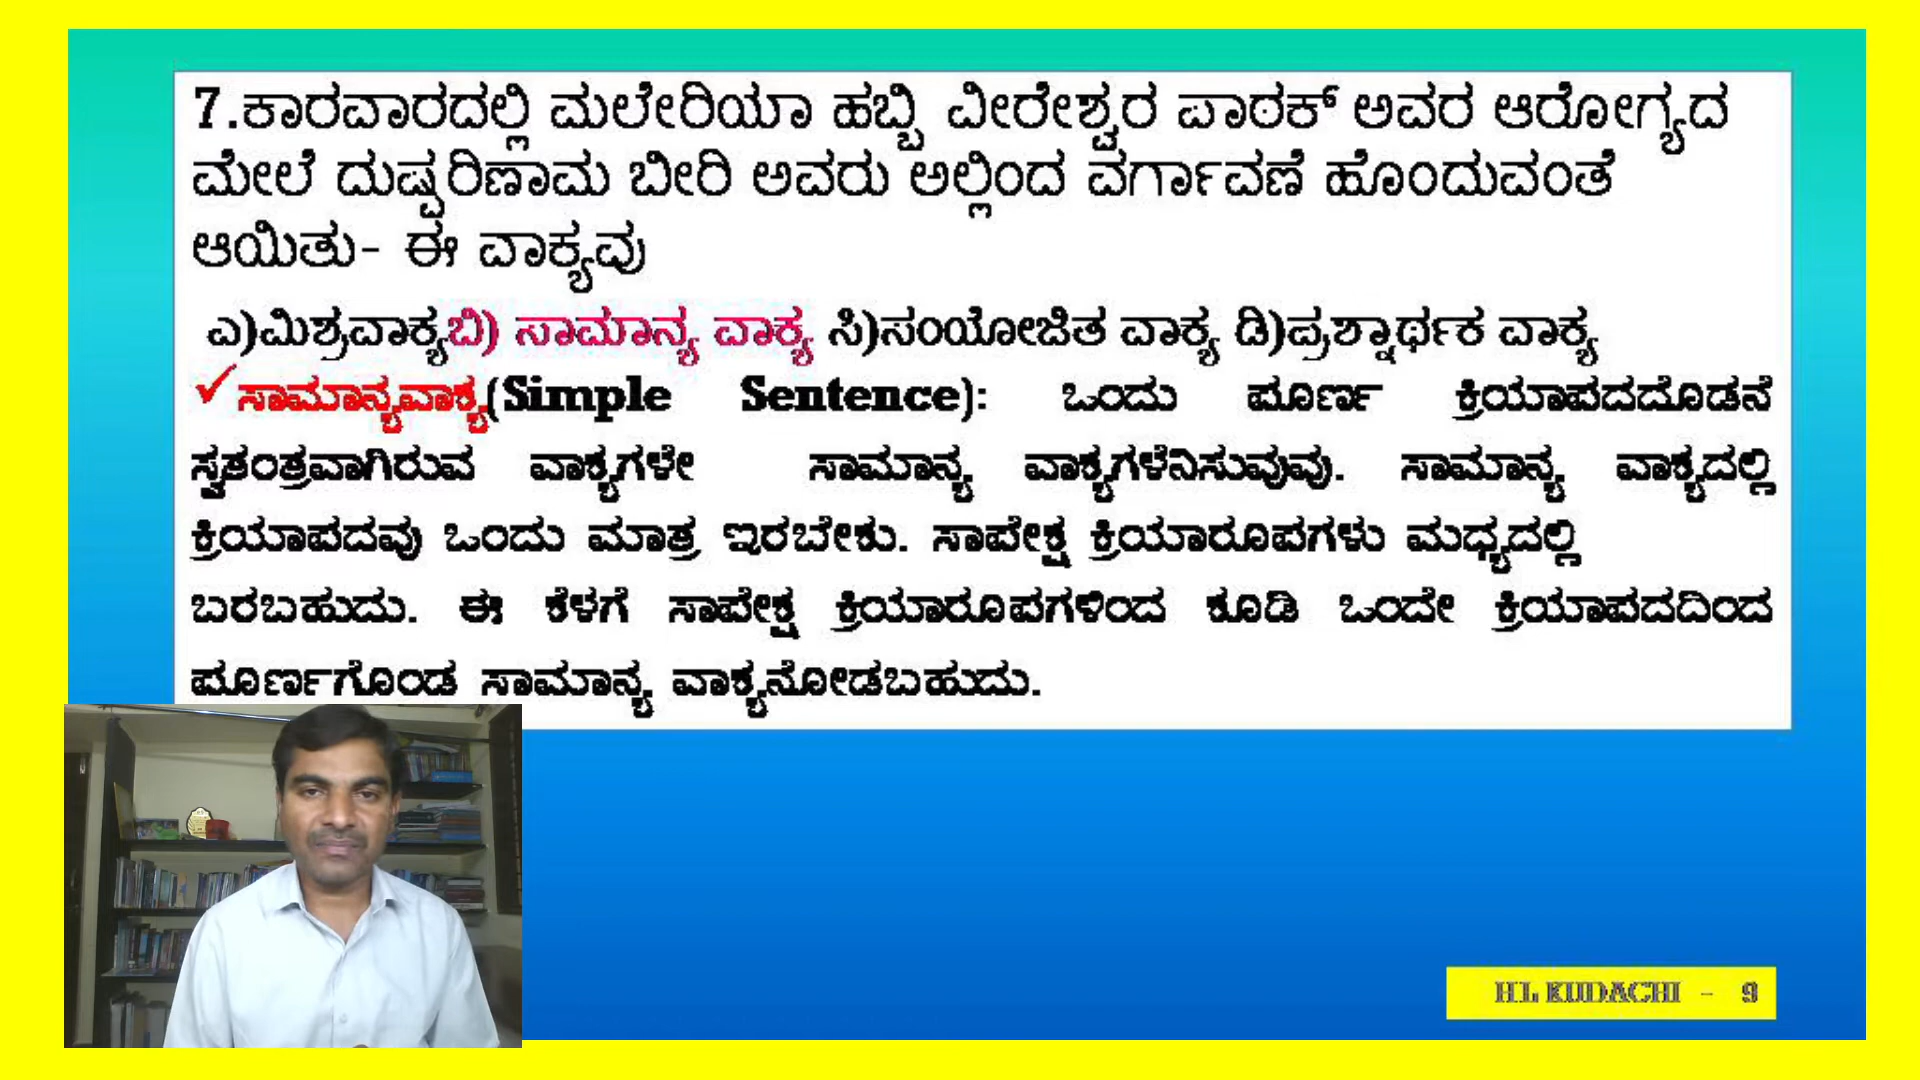 7.ಕಾರವಾರದಲ್ಲಿ ಮಲೇರಿಯಾ ಹಬ್ಬಿ ವೀರೇಶ್ವರ ಪಾಠಕ್ ಅವರ ಆರೋಗ್ಯದ
ಮೇಲೆ ದುಷ್ಪರಿಣಾಮ ಬೀರಿ ಅವರು ಅಲ್ಲಿಂದ ವರ್ಗಾವಣೆ ಹೊಂದುವಂತೆ
ಆಯಿತು- ಈ ವಾಕ್ಯವು
ಎ)ಮಿಶ್ರವಾಕ್ಯಬಿ) ಸಾಮಾನ್ಯ ವಾಕ್ಯ ಸಿ)ಸಂಯೋಜಿತ ವಾಕ್ಯ ಡಿ)ಪ್ರಶ್ನಾರ್ಥಕ ವಾಕ್ಯ
✓ಸಾಮಾನ್ಯವಾಕ್ಯ(Simple Sentence): ಒಂದು ಪೂರ್ಣ ಕ್ರಿಯಾಪದದೊಡನೆ
ಸ್ವತಂತ್ರವಾಗಿರುವ ವಾಕ್ಯಗಳೇ ಸಾಮಾನ್ಯ ವಾಕ್ಯಗಳೆನಿಸುವುವು. ಸಾಮಾನ್ಯ ವಾಕ್ಯದಲ್ಲಿ
ಕ್ರಿಯಾಪದವು ಒಂದು ಮಾತ್ರ ಇರಬೇಕು. ಸಾಪೇಕ್ಷ ಕ್ರಿಯಾರೂಪಗಳು ಮಧ್ಯದಲ್ಲಿ
ಬರಬಹುದು. ಈ ಕೆಳಗೆ ಸಾಪೇಕ್ಷ ಕ್ರಿಯಾರೂಪಗಳಿಂದ ಕೂಡಿ ಒಂದೇ ಕ್ರಿಯಾಪದದಿಂದ
ಪೂರ್ಣಗೊಂಡ ಸಾಮಾನ್ಯ ವಾಕ್ಯನೋಡಬಹುದು.
H L KUDACHI - 9